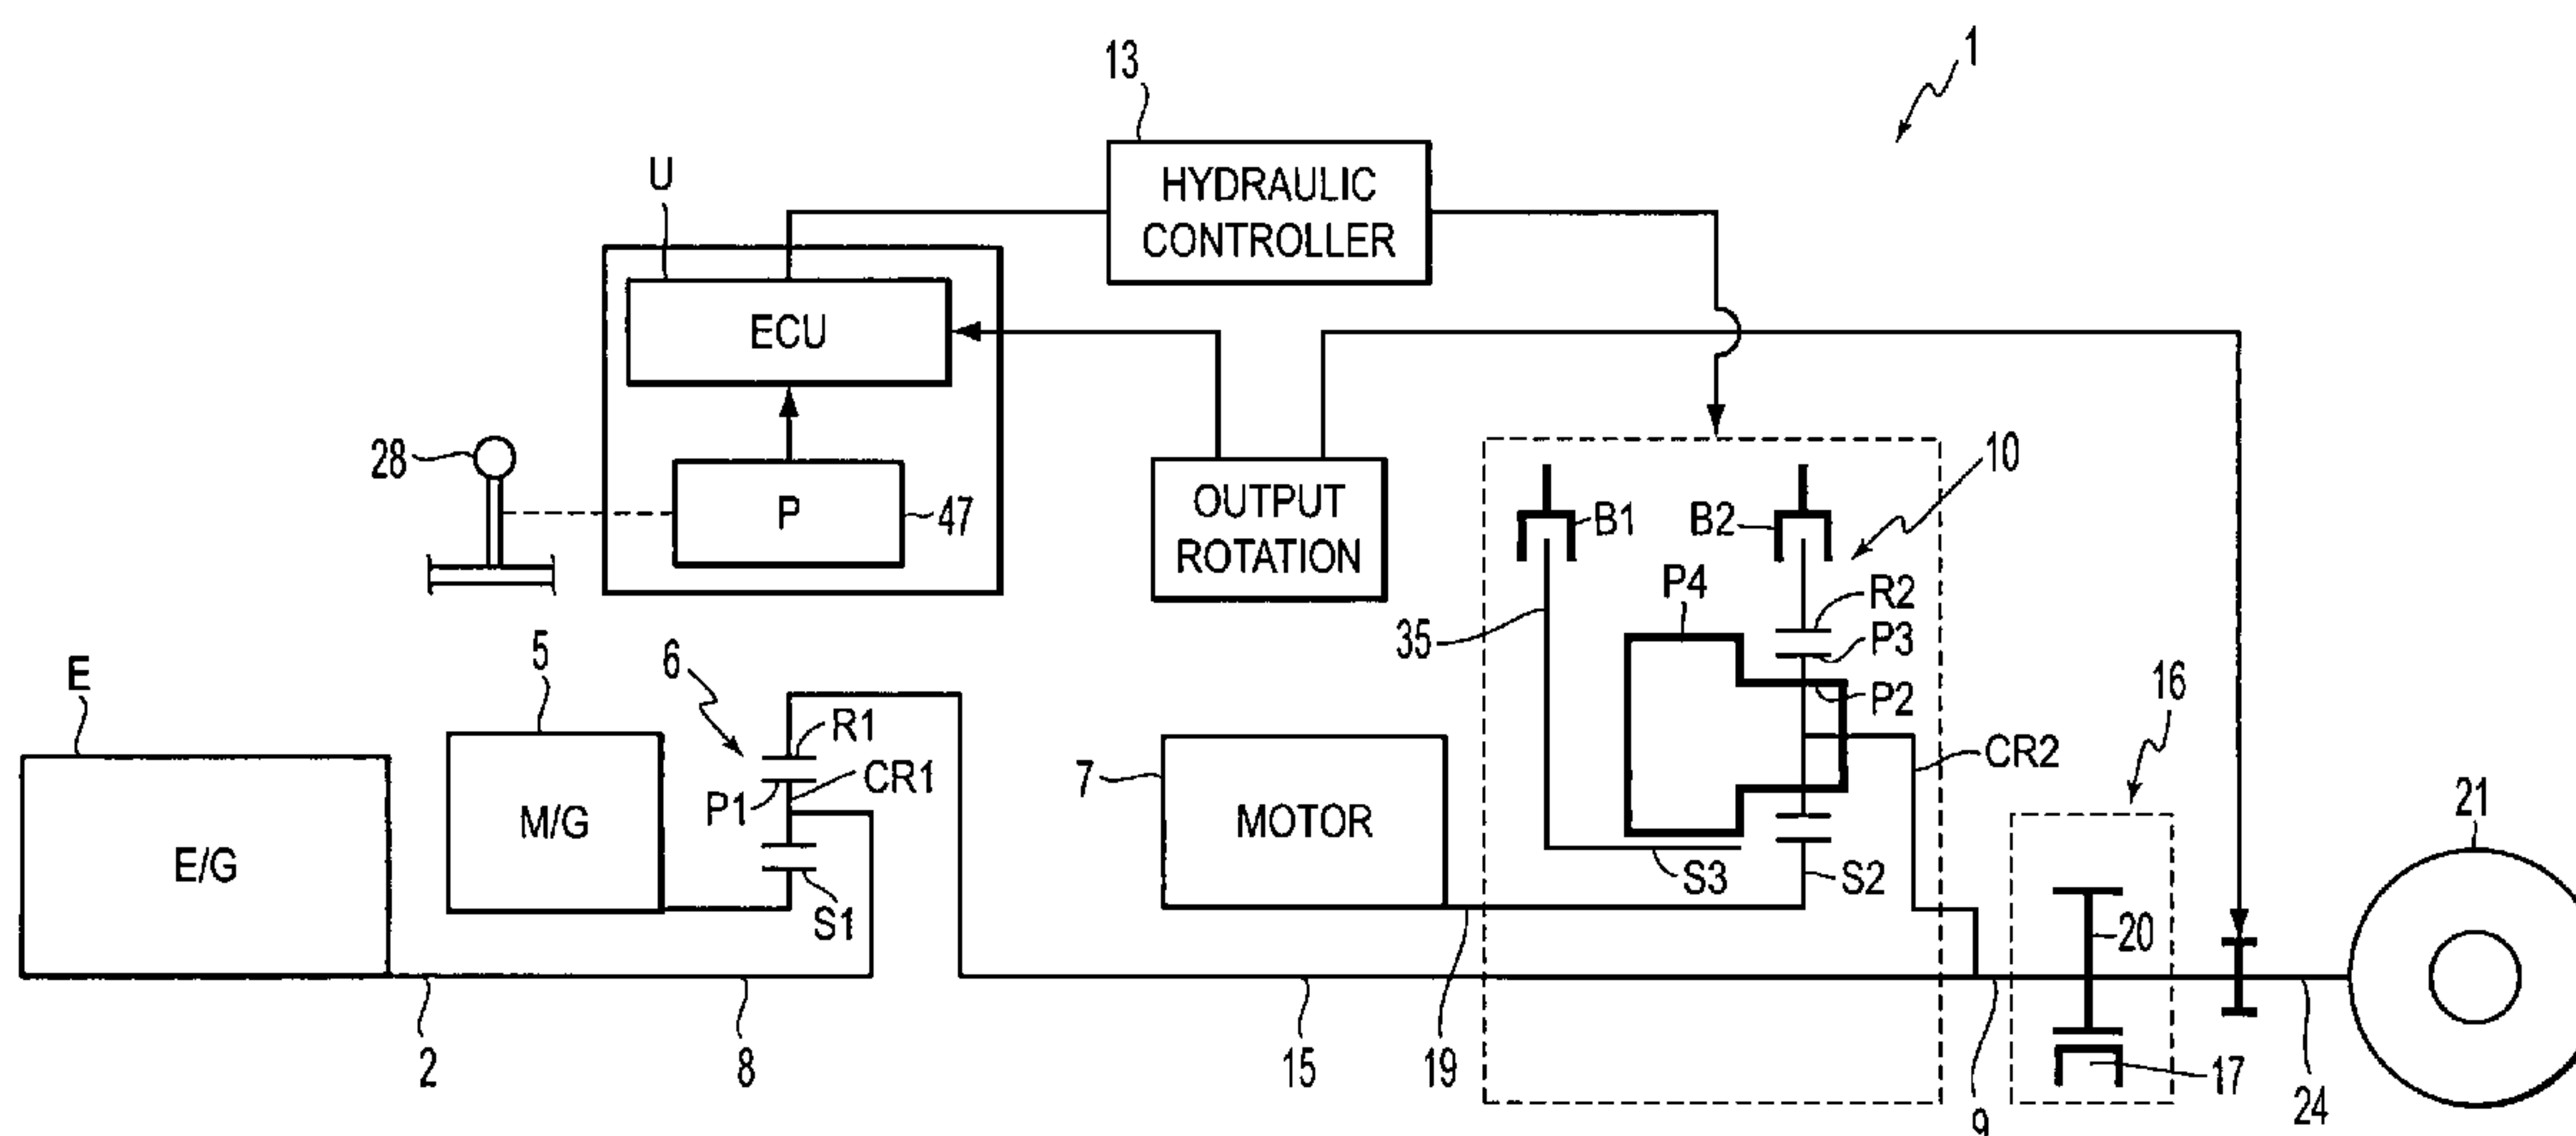 1
13
HYDRAULIC
CONTROLLER
U
ECU
28
P
47
OUTPUT
ROTATION
B1
B2
10
P4
R2
P3
35
P2
E
5
6
R1
CR1
P1
7
MOTOR
CR2
16
21
E/G
M/G
S1
S3
S2
20
2
8
15
19
9
17
24